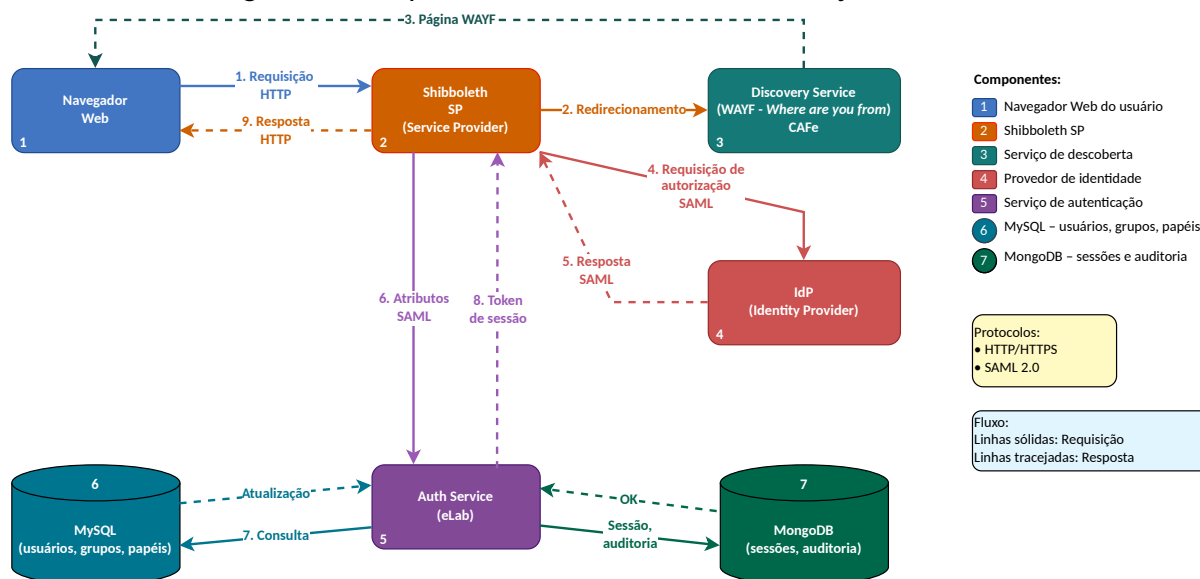 3. Página WAYF
Navegador
Web
1
1. Requisição
HTTP
9. Resposta
HTTP
Shibboleth
SP
(Service Provider)
2
2. Redirecionamento
Discovery Service
(WAYF - Where are you from)
CAFe
3
4. Requisição de
autorização
SAML
5. Resposta
SAML
IdP
(Identity Provider)
4
6. Atributos
SAML
8. Token
de sessão
6
MySQL
(usuários, grupos, papéis)
Atualização
7. Consulta
Auth Service
(eLab)
5
OK
Sessão,
auditoria
7
MongoDB
(sessões, auditoria)
Componentes:
1 Navegador Web do usuário
2 Shibboleth SP
3 Serviço de descoberta
4 Provedor de identidade
5 Serviço de autenticação
6 MySQL – usuários, grupos, papéis
7 MongoDB – sessões e auditoria
Protocolos:
● HTTP/HTTPS
● SAML 2.0
Fluxo:
Linhas sólidas: Requisição
Linhas tracejadas: Resposta